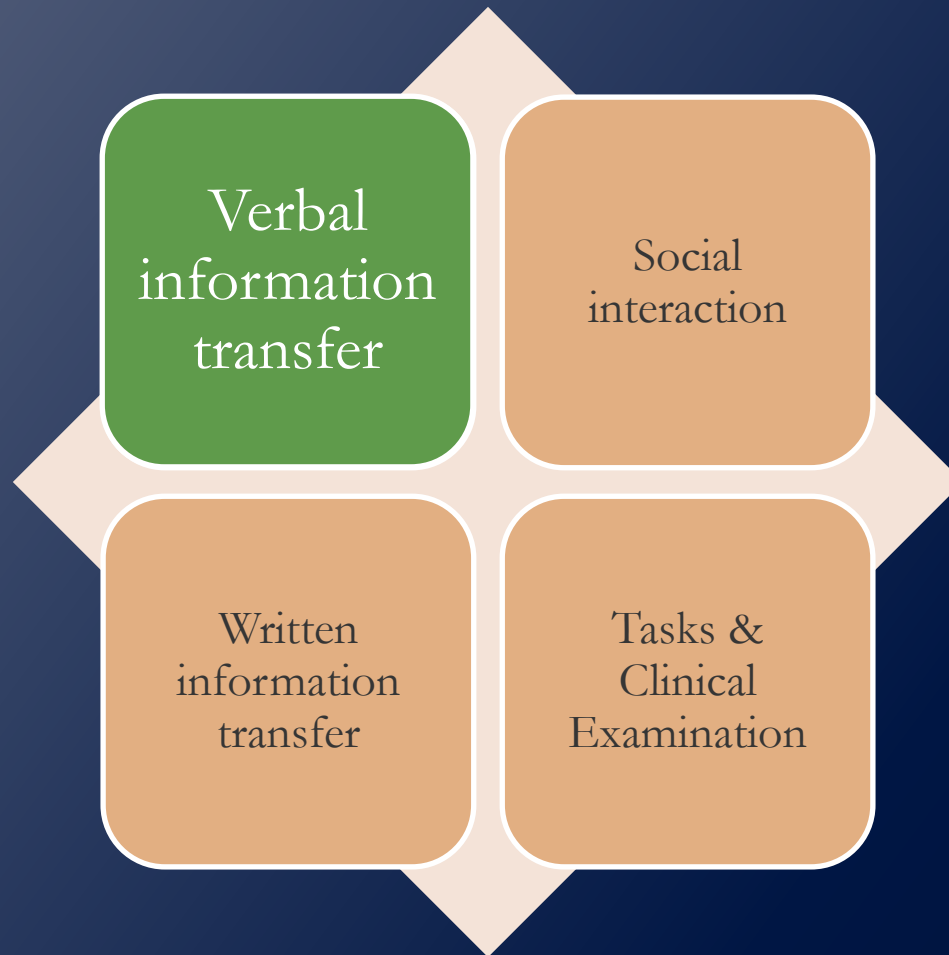 Verbal
information
transfer
Social
interaction
Written
information
transfer
Tasks &
Clinical
Examination